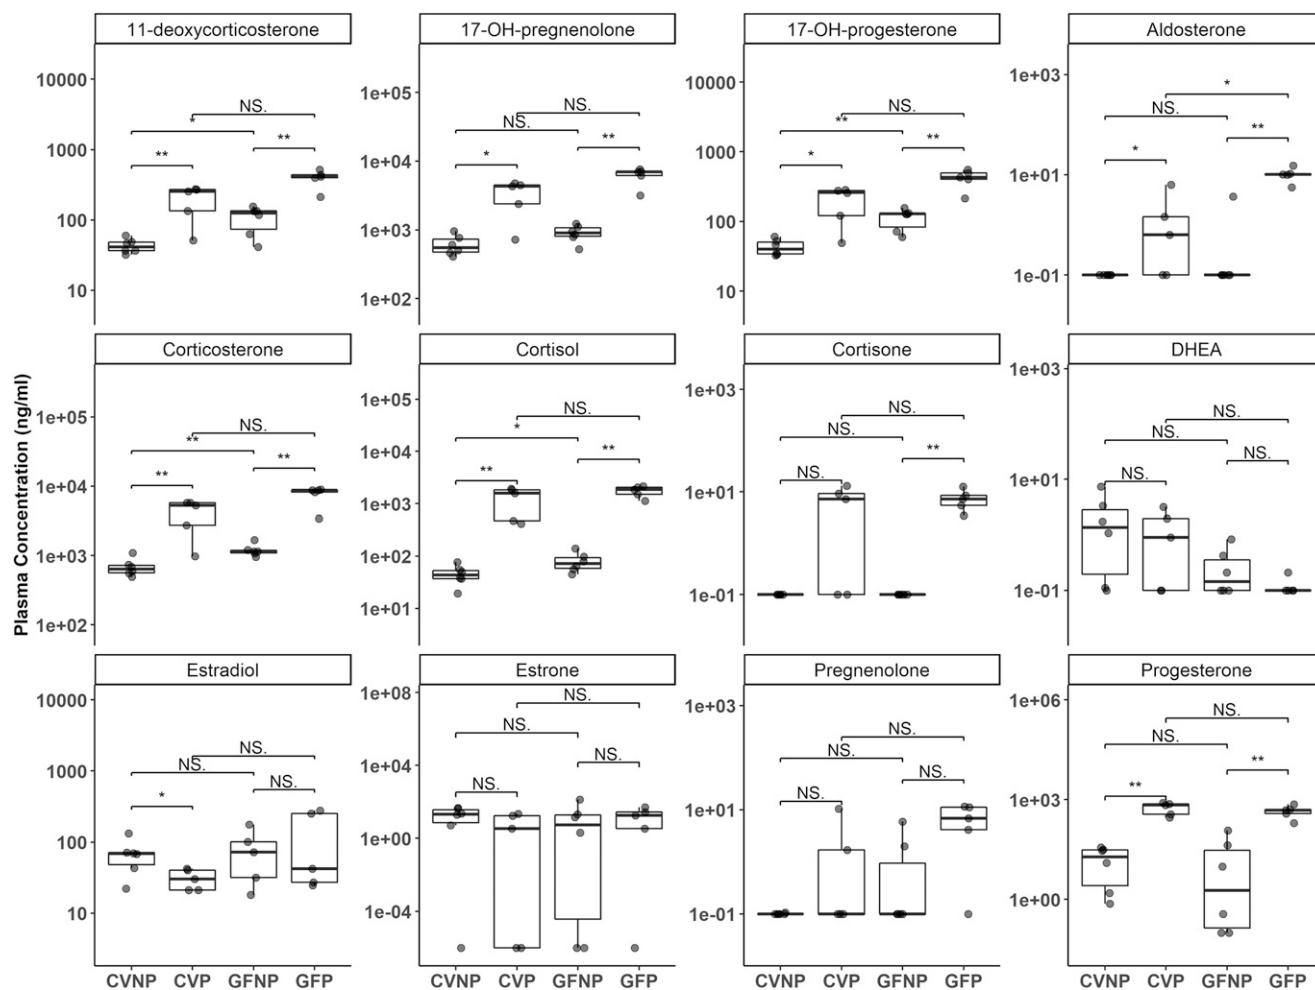 11-deoxycorticosterone 17-OH-pregnenolone 17-OH-progesterone Aldosterone
10000
1000
100
10
NS.
*
**
**
1e+05
1e+04
1e+03
1e+02
NS.
NS.
*
**
10000
1000
100
10
NS.
**
*
**
1e+03
1e+01
1e-01
*
NS.
*
**
Plasma Concentration (ng/ml)
Corticosterone Cortisol Cortisone DHEA
1e+05
1e+04
1e+03
1e+02
NS.
**
**
**
1e+05
1e+04
1e+03
1e+02
1e+01
NS.
*
**
**
1e+03
1e+01
1e-01
NS.
NS.
NS.
**
1e+03
1e+01
1e-01
NS.
NS.
NS.
NS.
Estradiol Estrone Pregnenolone Progesterone
10000
1000
100
10
NS.
NS.
*
NS.
1e+08
1e+04
1e+00
1e-04
NS.
NS.
NS.
NS.
1e+03
1e+01
1e-01
NS.
NS.
NS.
NS.
1e+06
1e+03
1e+00
NS.
NS.
**
**
CVNP CVP GFNP GFP CVNP CVP GFNP GFP CVNP CVP GFNP GFP CVNP CVP GFNP GFP